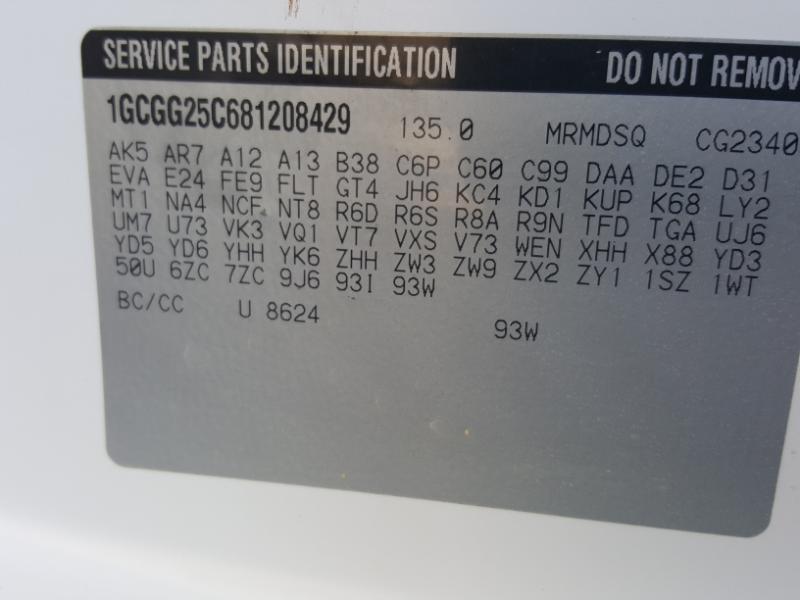 SERVICE PARTS IDENTIFICATION DO NOT REMOV
1GCGG25C681208429 135.0 MRMDSQ CG2340
AK5 AR7 A12 A13 B38 C6P C60 C99 DAA DE2 D31
EVA E24 FE9 FLT GT4 JH6 KC4 KD1 KUP K68 LY2
MT1 NA4 NCF NT8 R6D R6S R8A R9N TFD TGA UJ6
UM7 U73 VK3 VQ1 VT7 VXS V73 WEN XHH X88 YD3
YD5 YD6 YHH YK6 ZHH ZW3 ZW9 ZX2 ZY1 1SZ 1WT
50U 6ZC 7ZC 9J6 93I 93W
BC/CC U 8624 93W